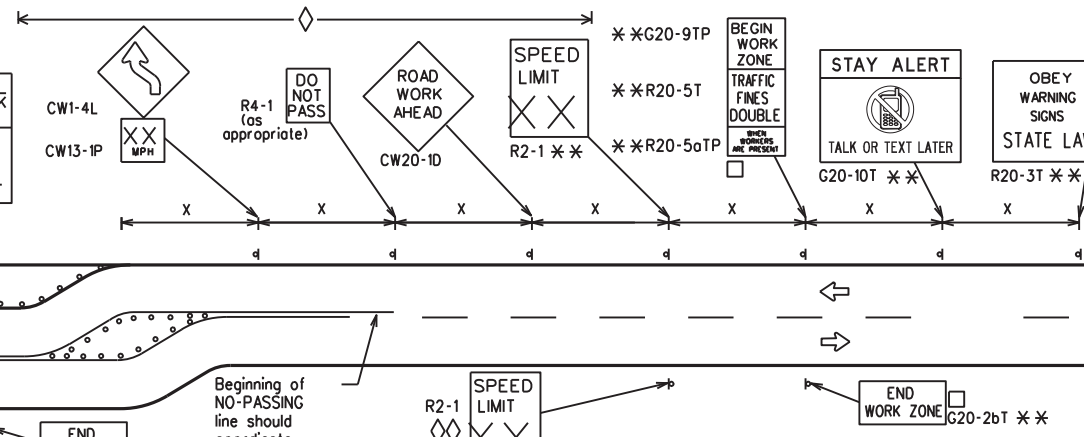 CW1-4L
CW13-1P
XX
MPH
R4-1
(as
appropriate)
DO
NOT
PASS
ROAD
WORK
AHEAD
CW20-1D
SPEED
LIMIT
X X
R2-1 **
**G20-9TP
**R20-5T
**R20-5aTP
BEGIN
WORK
ZONE
TRAFFIC
FINES
DOUBLE
WHEN
WORKERS
ARE PRESENT
STAY ALERT
TALK OR TEXT LATER
G20-10T **
OBEY
WARNING
SIGNS
STATE LA
R20-3T **
X X X X X X X
Beginning of
NO-PASSING
line should
R2-1
SPEED
LIMIT
END
WORK ZONE
G20-2bT **
END